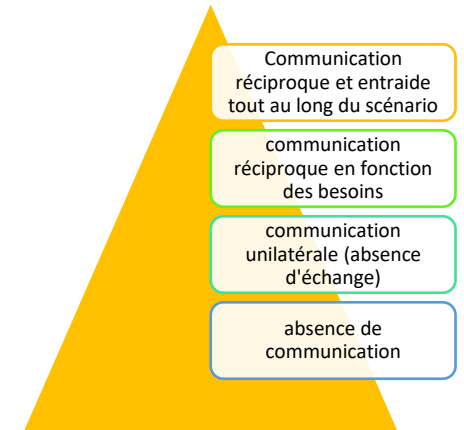 Communication
réciproque et entraide
tout au long du scénario
communication
réciproque en fonction
des besoins
communication
unilatérale (absence
d'échange)
absence de
communication